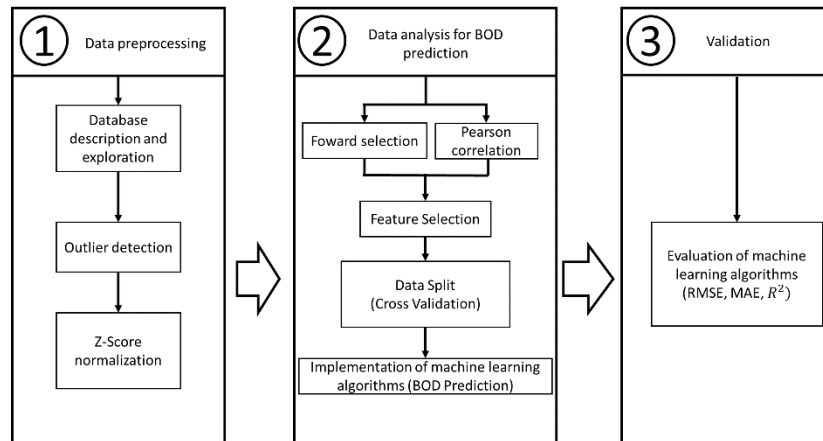 1
Data preprocessing
Database
description and
exploration
Outlier detection
Z-Score
normalization
2
Data analysis for BOD
prediction
Foward selection
Pearson
correlation
Feature Selection
Data Split
(Cross Validation)
Implementation of machine learning
algorithms (BOD Prediction)
3
Validation
Evaluation of machine
learning algorithms
(RMSE, MAE, R²)